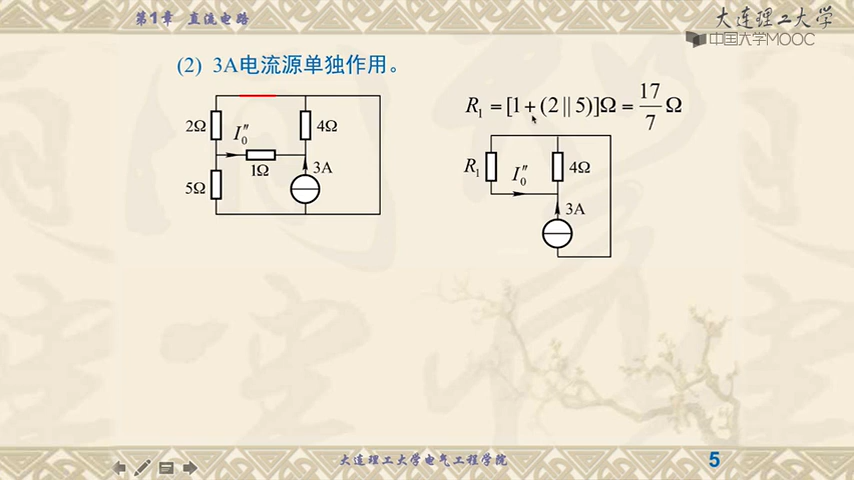 第1章 直流电路
大连理工大学
中国大学MOOC
(2) 3A电流源单独作用。
R₁ = [1 + (2 || 5)]Ω = 17/7 Ω
2Ω
I₀″
4Ω
1Ω
3A
5Ω
R₁
I₀″
4Ω
3A
大连理工大学电气工程学院
5